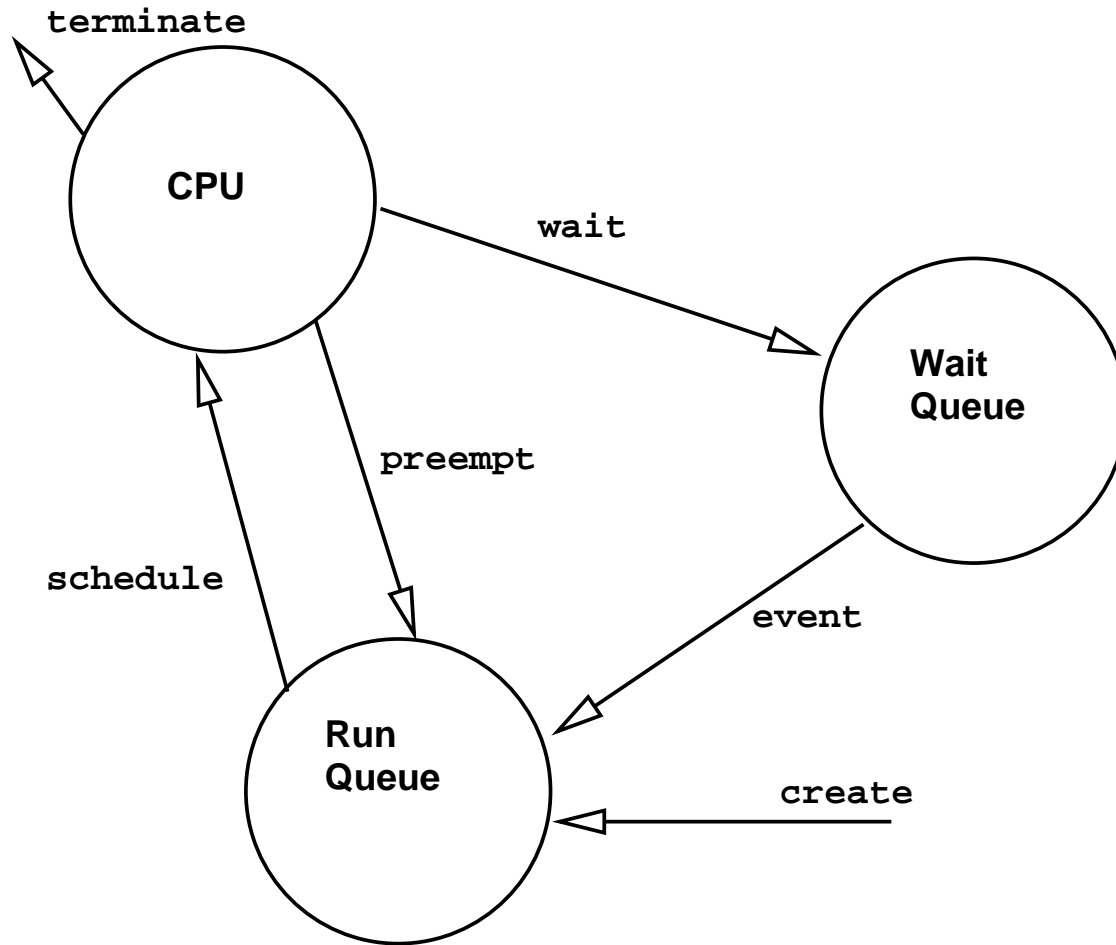 terminate
CPU
wait
Wait
Queue
preempt
schedule
event
Run
Queue
create